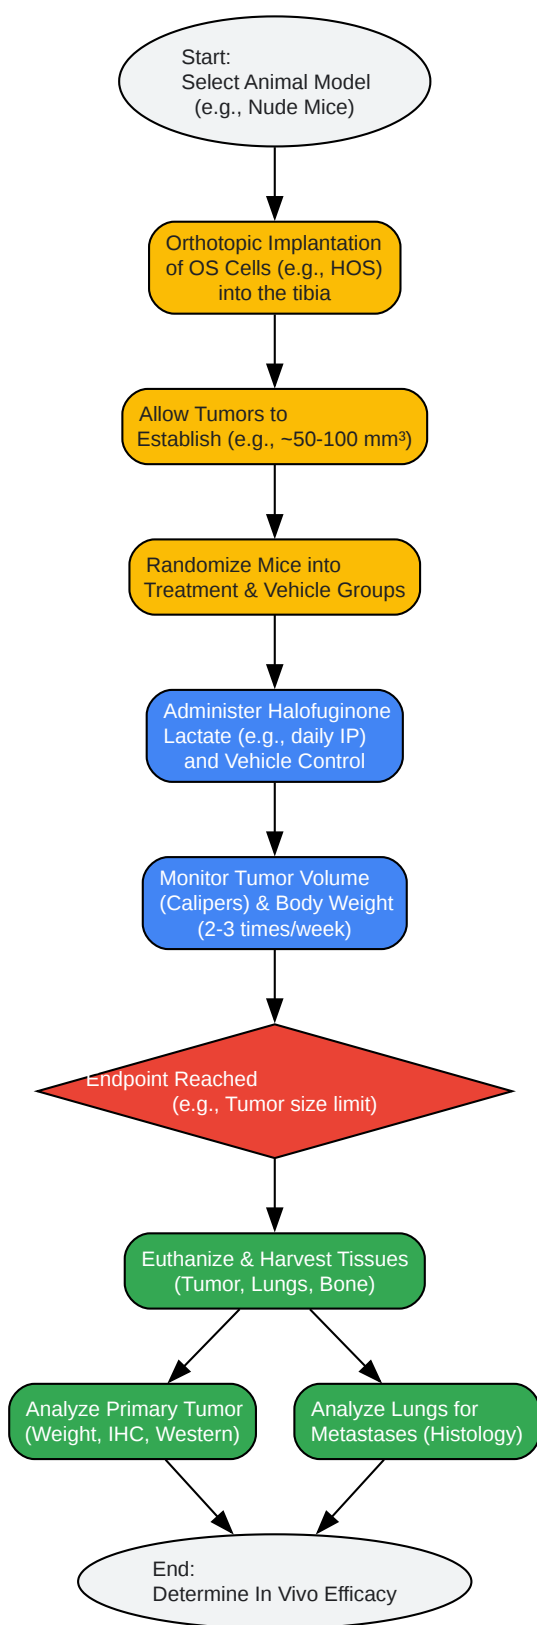 Start:
Select Animal Model
(e.g., Nude Mice)
Orthotopic Implantation
of OS Cells (e.g., HOS)
into the tibia
Allow Tumors to
Establish (e.g., ~50-100 mm³)
Randomize Mice into
Treatment & Vehicle Groups
Administer Halofuginone
Lactate (e.g., daily IP)
and Vehicle Control
Monitor Tumor Volume
(Calipers) & Body Weight
(2-3 times/week)
Endpoint Reached
(e.g., Tumor size limit)
Euthanize & Harvest Tissues
(Tumor, Lungs, Bone)
Analyze Primary Tumor
(Weight, IHC, Western)
Analyze Lungs for
Metastases (Histology)
End:
Determine In Vivo Efficacy